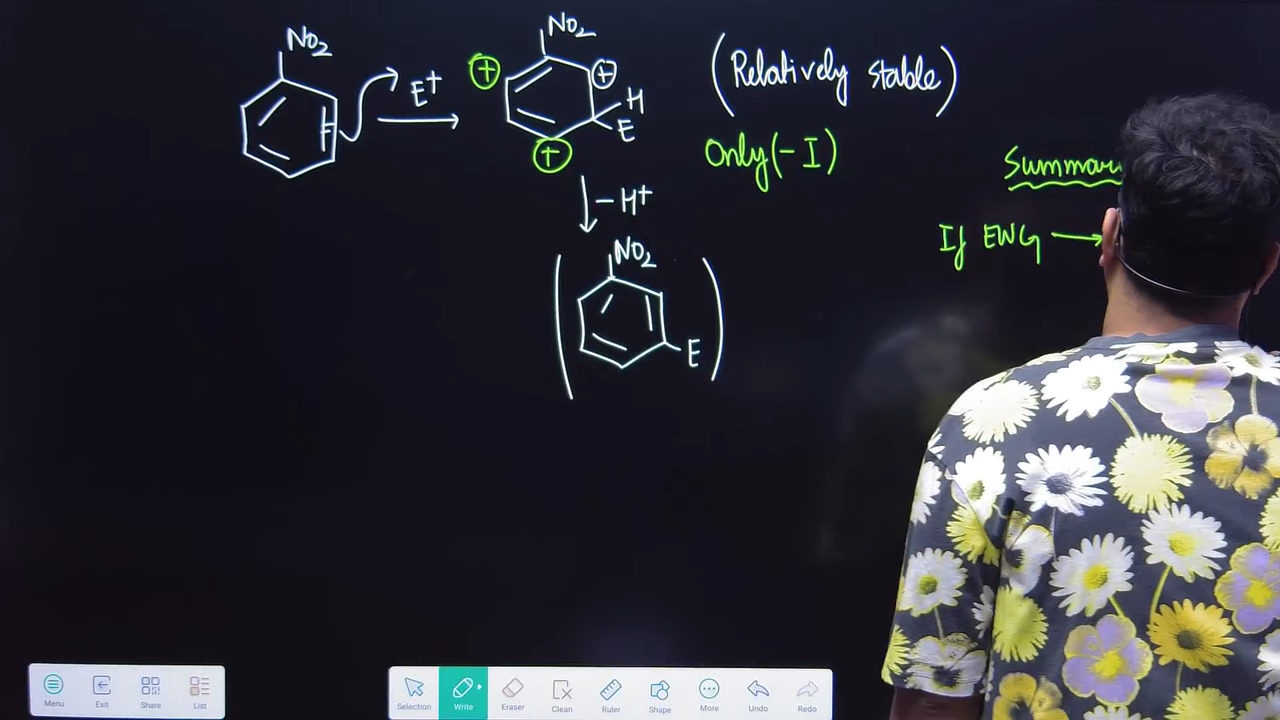 NO₂
E⁺
NO₂
+
+
H
E
+
(Relatively stable)
Only (-I)
-H⁺
NO₂
E
If EWG →
Menu
Exit
Share
List
Selection
Write
Eraser
Clean
Ruler
Shape
More
Undo
Redo